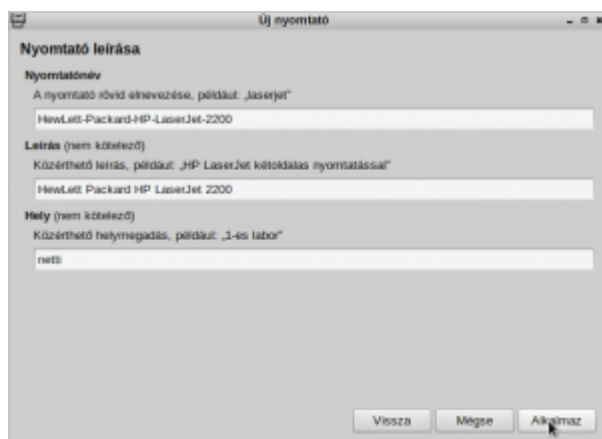 Új nyomtató
Nyomtató leírása
Nyomtatónév
A nyomtató rövid elnevezése, például: „laserjet"
HewLett-Packard-HP-LaserJet-2200
Leírás (nem kötelező)
Közérthető leírás, például: „HP LaserJet kétoldalas nyomtatással"
HewLett Packard HP LaserJet 2200
Hely (nem kötelező)
Közérthető helymegadás, például: „1-es labor"
netti
Vissza Mégse Alkalmaz